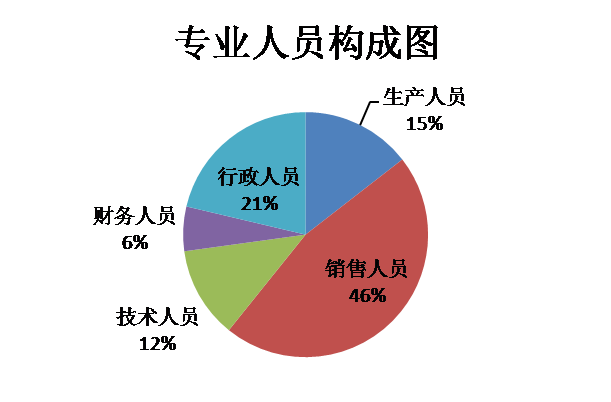 专业人员构成图
生产人员
15%
行政人员
21%
财务人员
6%
销售人员
46%
技术人员
12%